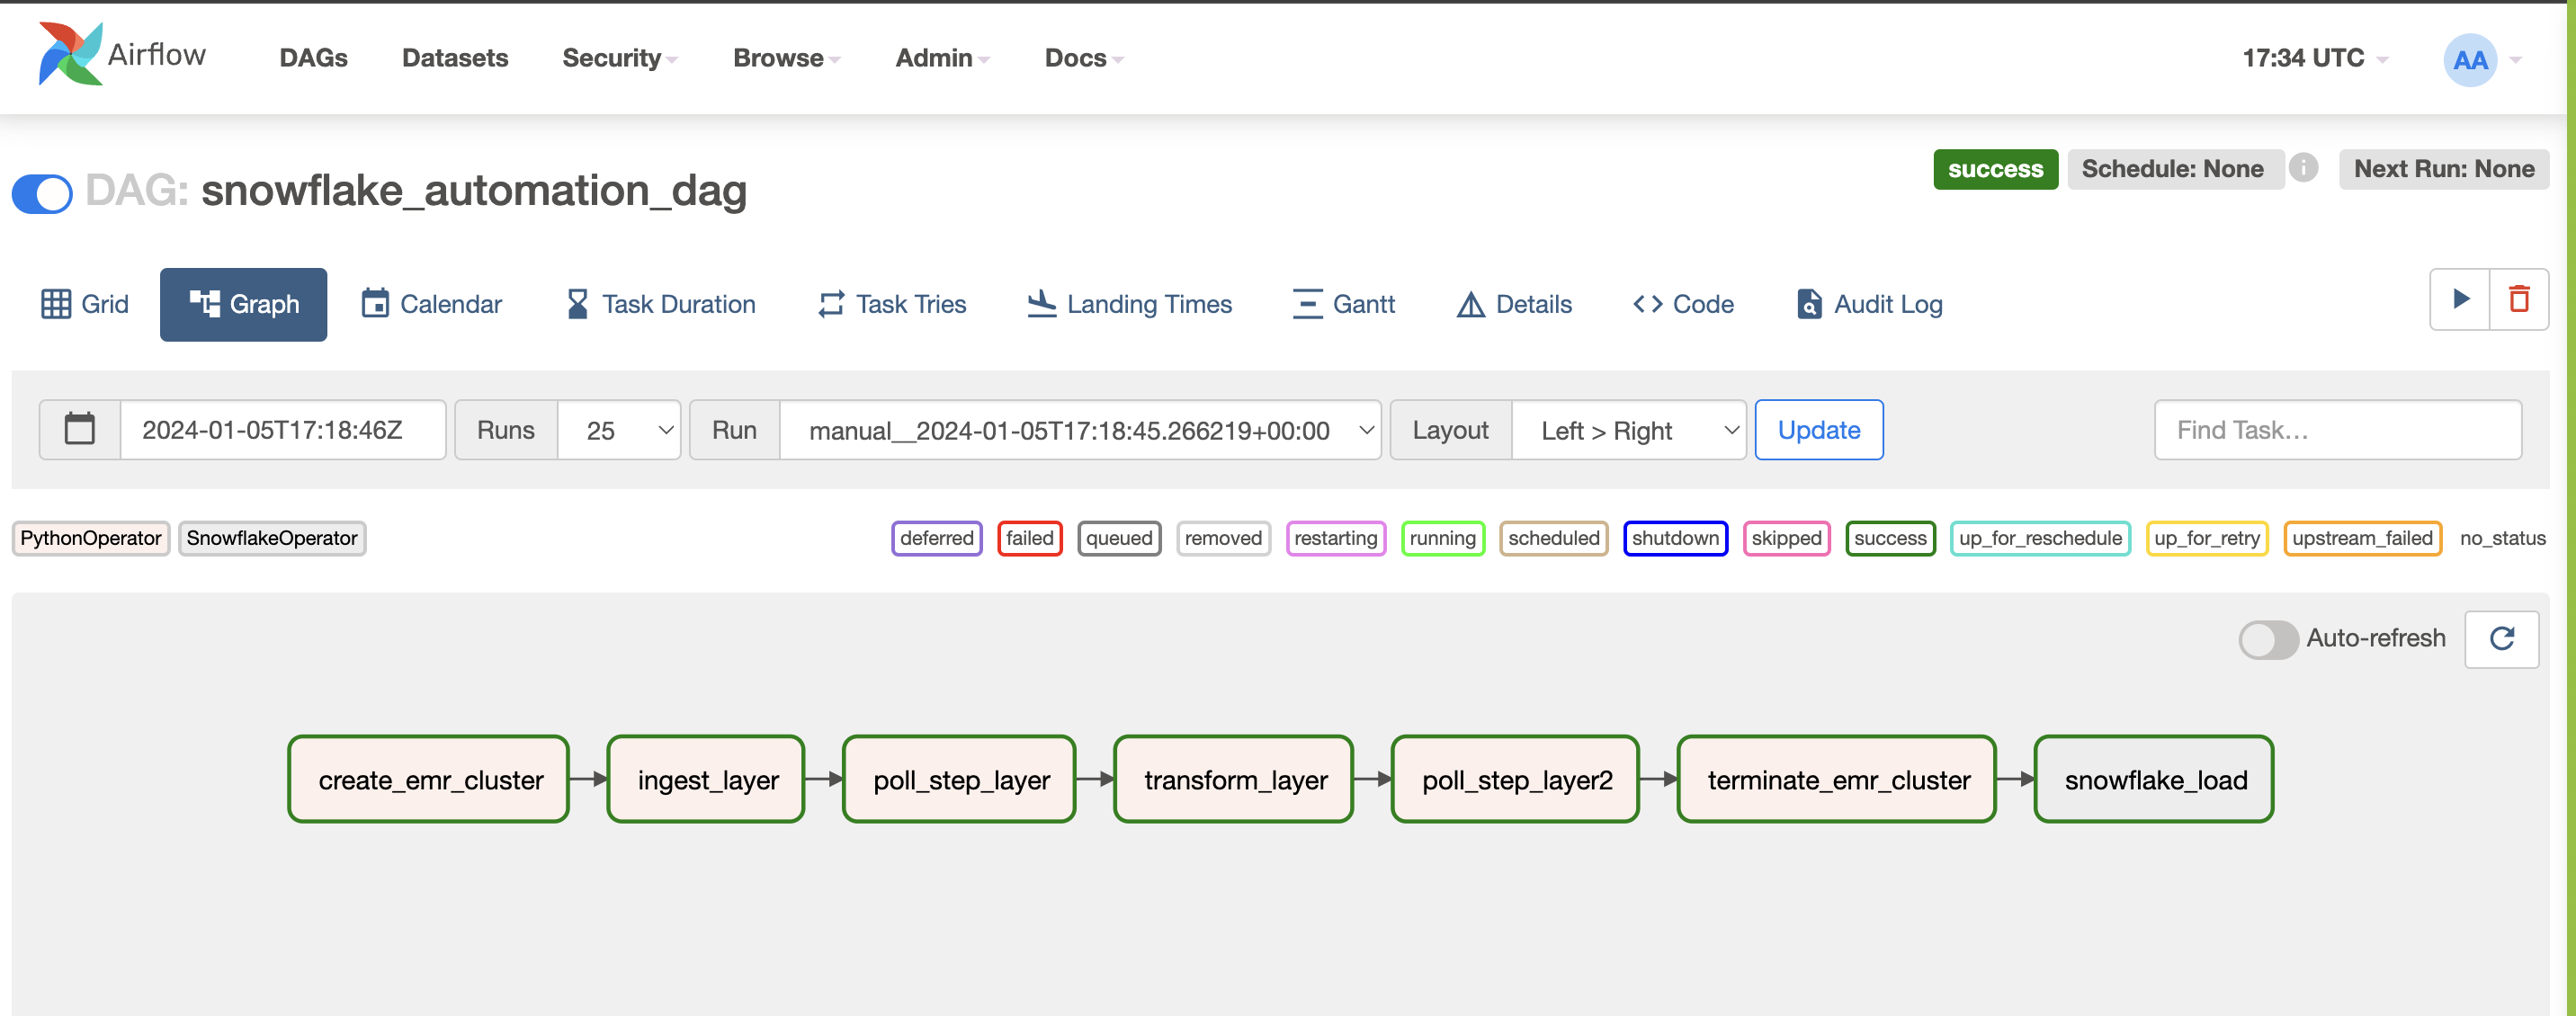 Airflow DAGs Datasets Security Browse Admin Docs 17:34 UTC AA
success Schedule: None i Next Run: None
DAG: snowflake_automation_dag
Grid Graph Calendar Task Duration Task Tries Landing Times Gantt Details Code Audit Log
2024-01-05T17:18:46Z Runs 25 Run manual__2024-01-05T17:18:45.266219+00:00 Layout Left > Right Update Find Task…
PythonOperator SnowflakeOperator deferred failed queued removed restarting running scheduled shutdown skipped success up_for_reschedule up_for_retry upstream_failed no_status
Auto-refresh
create_emr_cluster ingest_layer poll_step_layer transform_layer poll_step_layer2 terminate_emr_cluster snowflake_load